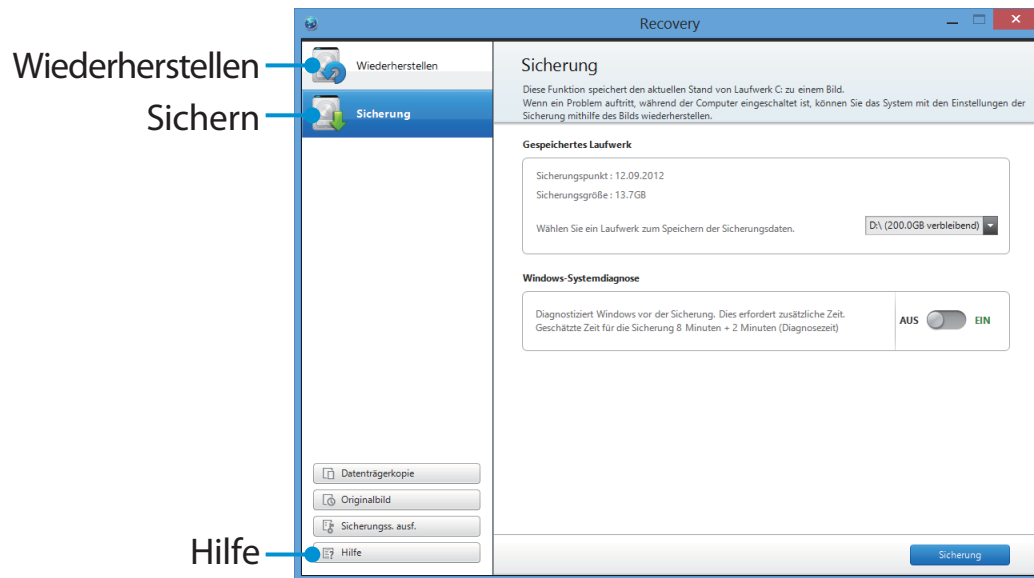 Recovery
Wiederherstellen
Sichern
Hilfe
Wiederherstellen
Sicherung
Datenträgerkopie
Originalbild
Sicherungss. ausf.
Hilfe
Sicherung
Diese Funktion speichert den aktuellen Stand von Laufwerk C: zu einem Bild.
Wenn ein Problem auftritt, während der Computer eingeschaltet ist, können Sie das System mit den Einstellungen der
Sicherung mithilfe des Bilds wiederherstellen.
Gespeichertes Laufwerk
Sicherungspunkt : 12.09.2012
Sicherungsgröße : 13.7GB
Wählen Sie ein Laufwerk zum Speichern der Sicherungsdaten.
D:\ (200.0GB verbleibend)
Windows-Systemdiagnose
Diagnostiziert Windows vor der Sicherung. Dies erfordert zusätzliche Zeit.
Geschätzte Zeit für die Sicherung 8 Minuten + 2 Minuten (Diagnosezeit)
AUS EIN
Sicherung